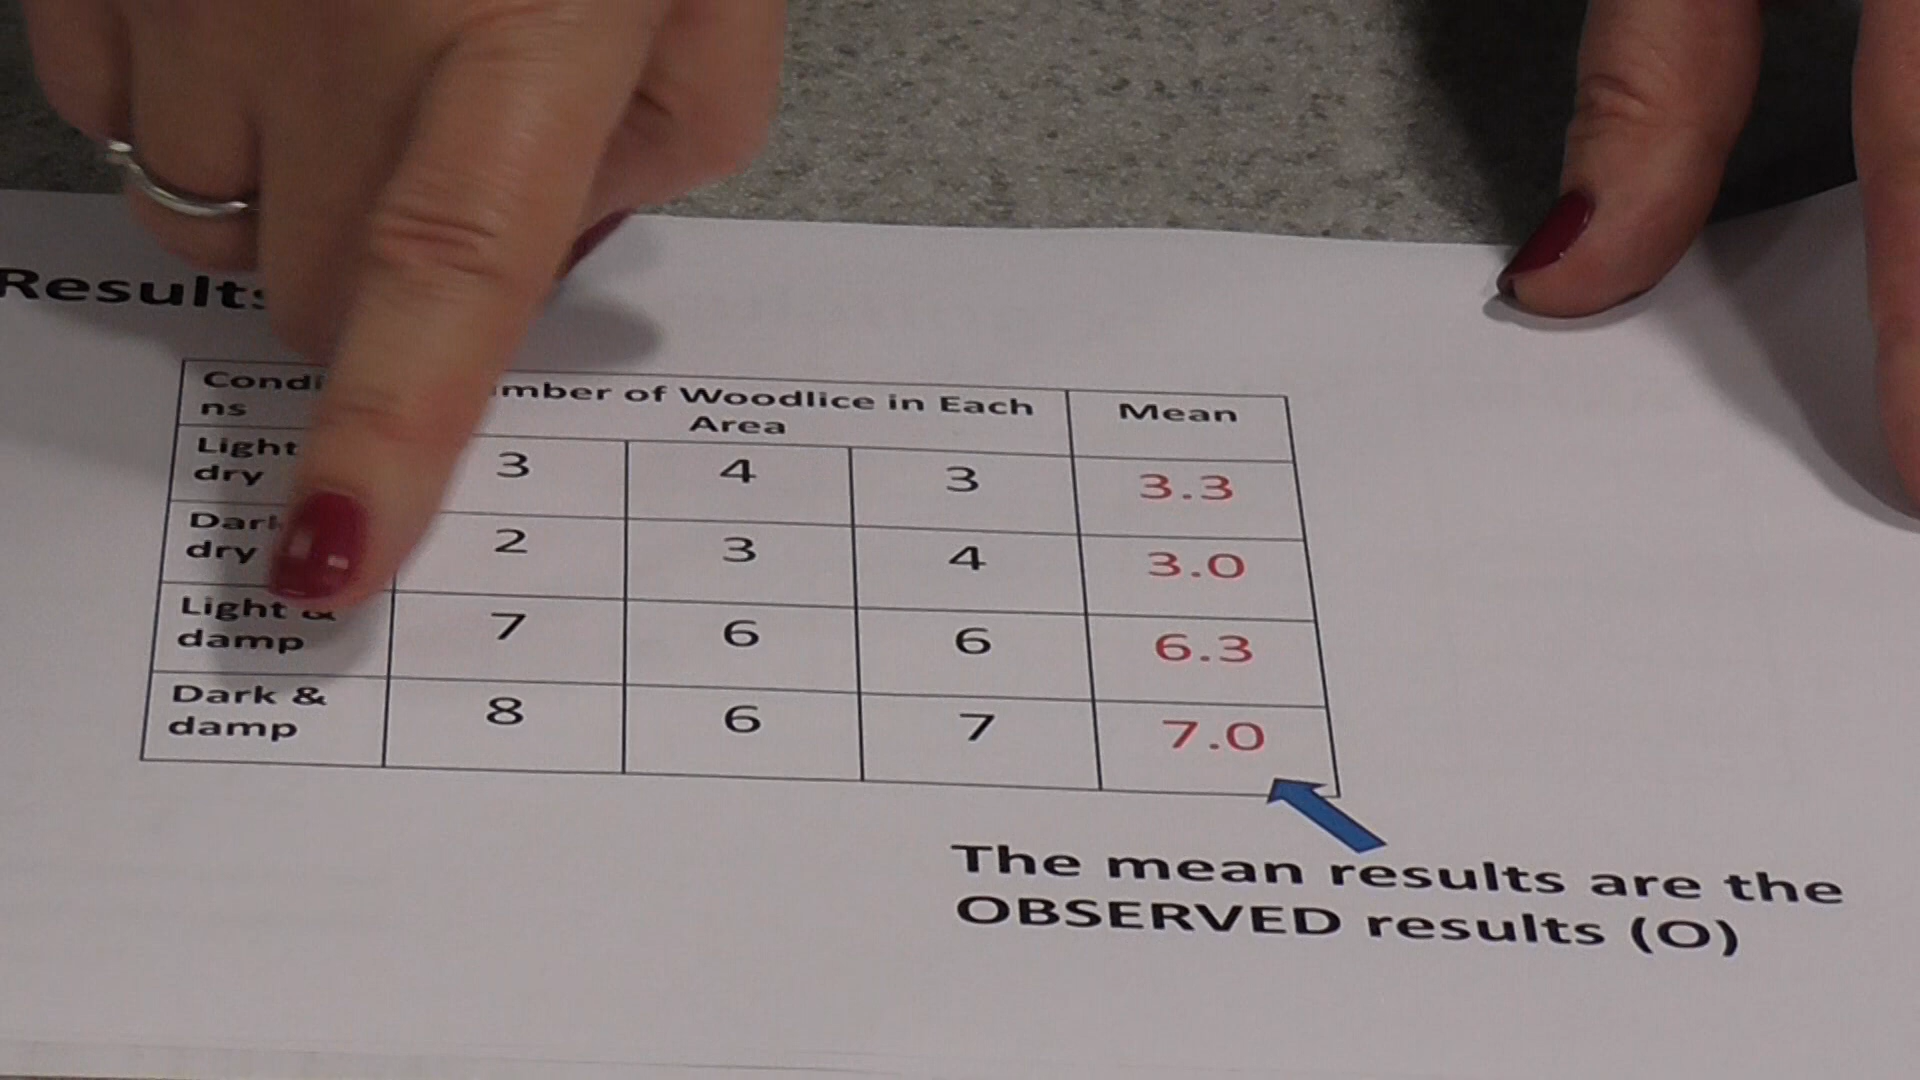 Results
Condi mber of Woodlice in Each Mean
ns Area
Light
dry 3 4 3 3.3
Dark
dry 2 3 4 3.0
Light &
damp 7 6 6 6.3
Dark &
damp 8 6 7 7.0
The mean results are the
OBSERVED results (O)